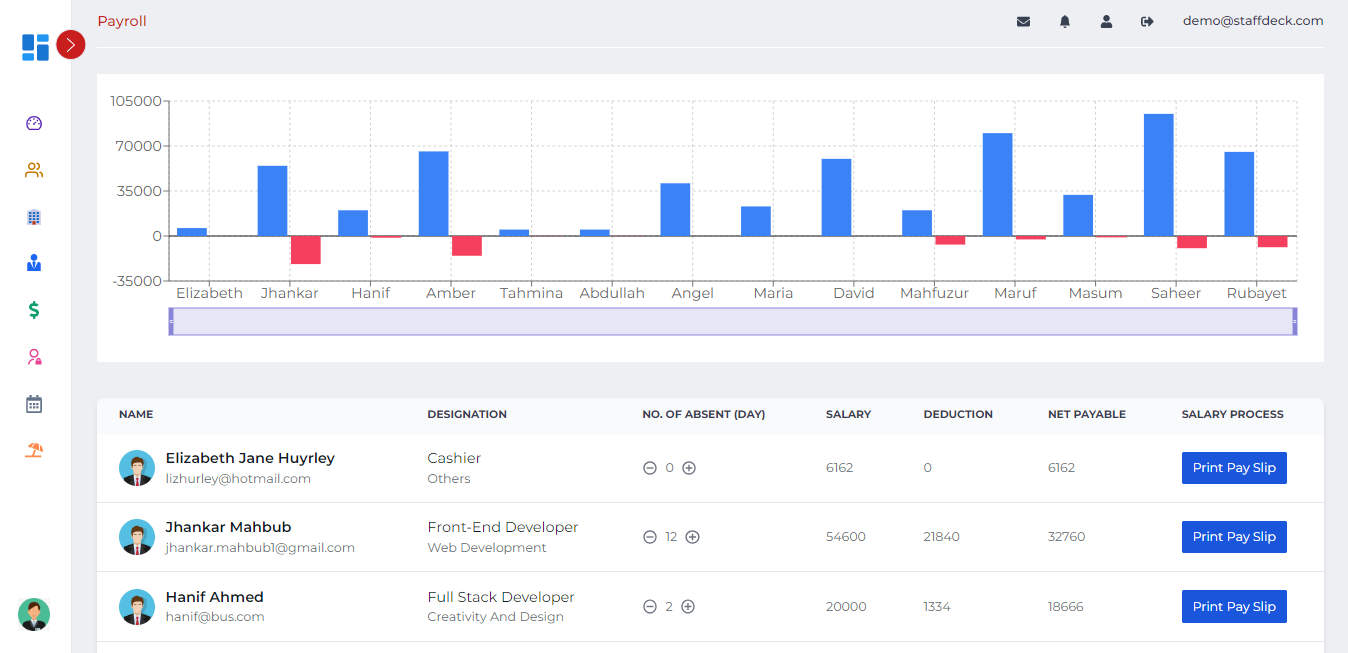 Payroll
demo@staffdeck.com
105000
70000
35000
0
-35000
Elizabeth Jhankar Hanif Amber Tahmina Abdullah Angel Maria David Mahfuzur Maruf Masum Saheer Rubayet
NAME DESIGNATION NO. OF ABSENT (DAY) SALARY DEDUCTION NET PAYABLE SALARY PROCESS
Elizabeth Jane Huyrley Cashier
0 6162 0 6162 Print Pay Slip
lizhurley@hotmail.com Others
Jhankar Mahbub Front-End Developer
12 54600 21840 32760 Print Pay Slip
jhankar.mahbub1@gmail.com Web Development
Hanif Ahmed Full Stack Developer
2 20000 1334 18666 Print Pay Slip
hanif@bus.com Creativity And Design